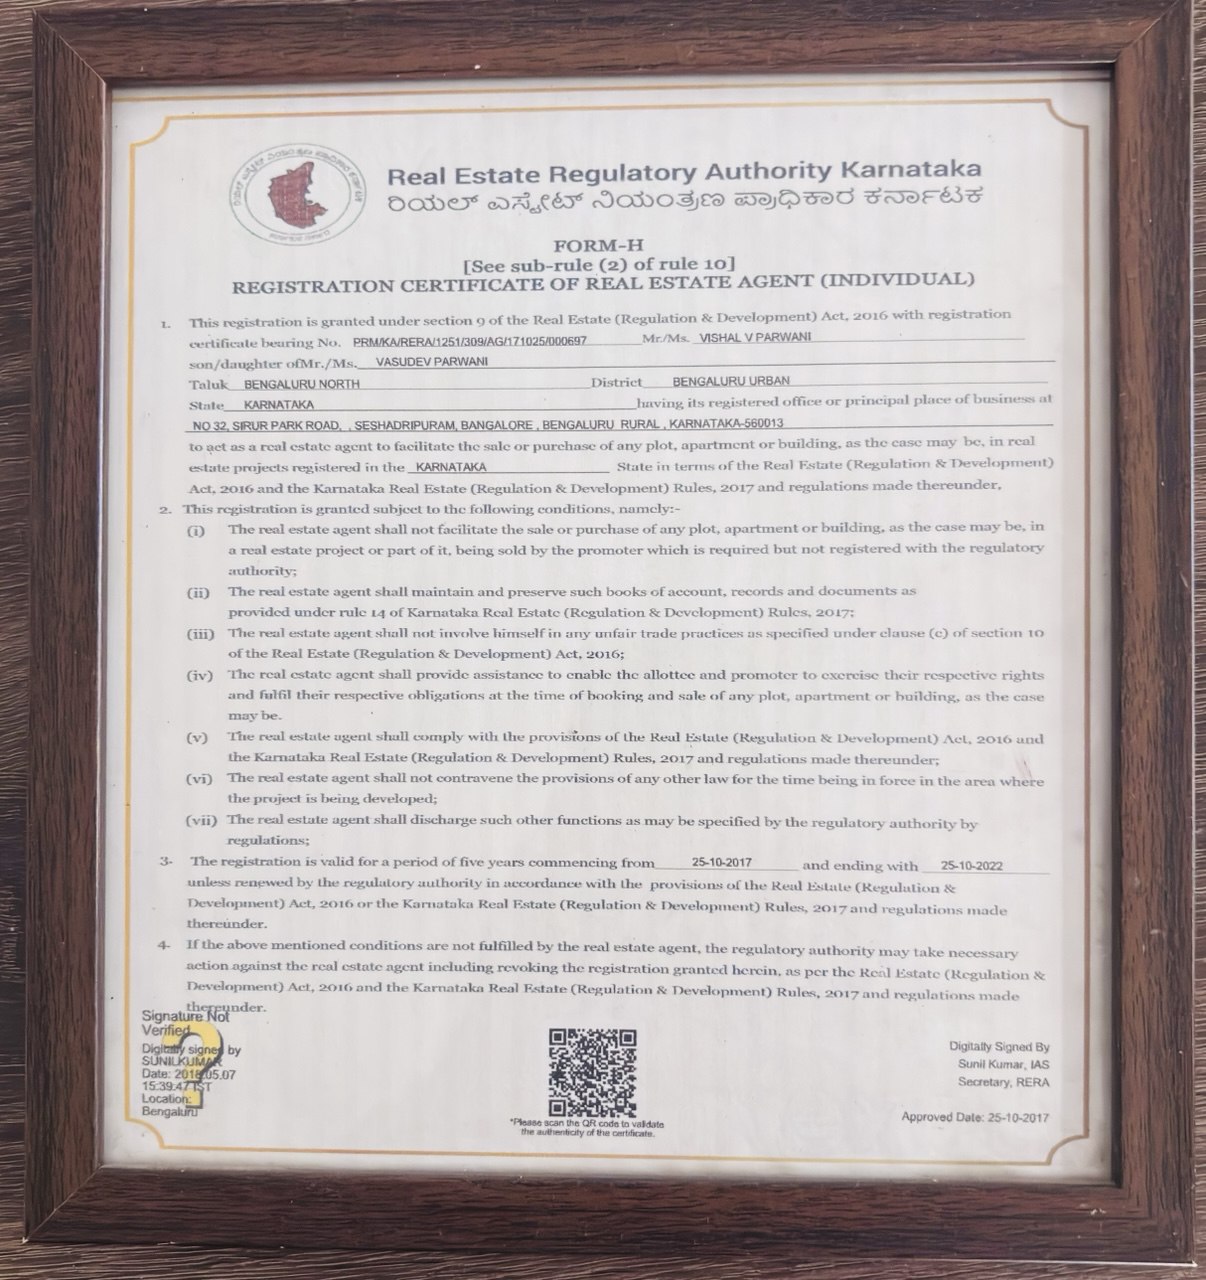 Real Estate Regulatory Authority Karnataka
ರಿಯಲ್ ಎಸ್ಟೇಟ್ ನಿಯಂತ್ರಣ ಪ್ರಾಧಿಕಾರ ಕರ್ನಾಟಕ
FORM-H
[See sub-rule (2) of rule 10]
REGISTRATION CERTIFICATE OF REAL ESTATE AGENT (INDIVIDUAL)
1. This registration is granted under section 9 of the Real Estate (Regulation & Development) Act, 2016 with registration
certificate bearing No. PRM/KA/RERA/1251/309/AG/171025/000697 Mr./Ms. VISHAL V PARWANI
son/daughter ofMr./Ms. VASUDEV PARWANI
Taluk BENGALURU NORTH District BENGALURU URBAN
State KARNATAKA having its registered office or principal place of business at
NO 32, SIRUR PARK ROAD, , SESHADRIPURAM, BANGALORE , BENGALURU RURAL , KARNATAKA-560013
to act as a real estate agent to facilitate the sale or purchase of any plot, apartment or building, as the case may be, in real
estate projects registered in the KARNATAKA State in terms of the Real Estate (Regulation & Development)
Act, 2016 and the Karnataka Real Estate (Regulation & Development) Rules, 2017 and regulations made thereunder,
2. This registration is granted subject to the following conditions, namely:-
(i) The real estate agent shall not facilitate the sale or purchase of any plot, apartment or building, as the case may be, in
a real estate project or part of it, being sold by the promoter which is required but not registered with the regulatory
authority;
(ii) The real estate agent shall maintain and preserve such books of account, records and documents as
provided under rule 14 of Karnataka Real Estate (Regulation & Development) Rules, 2017;
(iii) The real estate agent shall not involve himself in any unfair trade practices as specified under clause (c) of section 10
of the Real Estate (Regulation & Development) Act, 2016;
(iv) The real estate agent shall provide assistance to enable the allottee and promoter to exercise their respective rights
and fulfil their respective obligations at the time of booking and sale of any plot, apartment or building, as the case
may be.
(v) The real estate agent shall comply with the provisions of the Real Estate (Regulation & Development) Act, 2016 and
the Karnataka Real Estate (Regulation & Development) Rules, 2017 and regulations made thereunder;
(vi) The real estate agent shall not contravene the provisions of any other law for the time being in force in the area where
the project is being developed;
(vii) The real estate agent shall discharge such other functions as may be specified by the regulatory authority by
regulations;
3- The registration is valid for a period of five years commencing from 25-10-2017 and ending with 25-10-2022
unless renewed by the regulatory authority in accordance with the provisions of the Real Estate (Regulation &
Development) Act, 2016 or the Karnataka Real Estate (Regulation & Development) Rules, 2017 and regulations made
thereunder.
4- If the above mentioned conditions are not fulfilled by the real estate agent, the regulatory authority may take necessary
action against the real estate agent including revoking the registration granted herein, as per the Real Estate (Regulation &
Development) Act, 2016 and the Karnataka Real Estate (Regulation & Development) Rules, 2017 and regulations made
thereunder.
Signature Not
Verified
Digitally signed by
SUNILKUMAR
Date: 2018.05.07
15:39:47 IST
Location:
Bengaluru
*Please scan the QR code to validate
the authenticity of the certificate.
Digitally Signed By
Sunil Kumar, IAS
Secretary, RERA
Approved Date: 25-10-2017